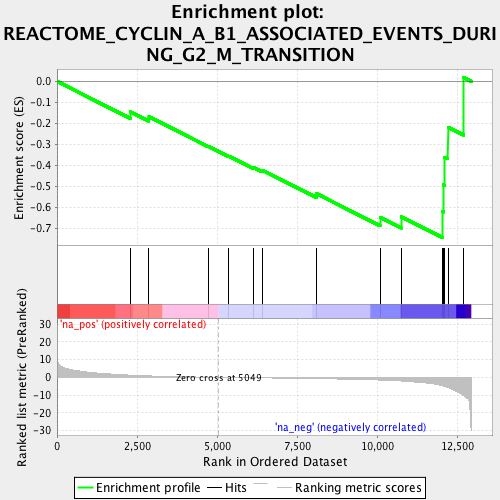 Enrichment plot:
REACTOME_CYCLIN_A_B1_ASSOCIATED_EVENTS_DURI
NG_G2_M_TRANSITION
Enrichment score (ES)
0.0
-0.1
-0.2
-0.3
-0.4
-0.5
-0.6
-0.7
Ranked list metric (PreRanked)
'na_pos' (positively correlated)
30
20
10
0
-10
-20
-30
Zero cross at 5049
'na_neg' (negatively correlated)
0
2,500
5,000
7,500
10,000
12,500
Rank in Ordered Dataset
Enrichment profile
Hits
Ranking metric scores